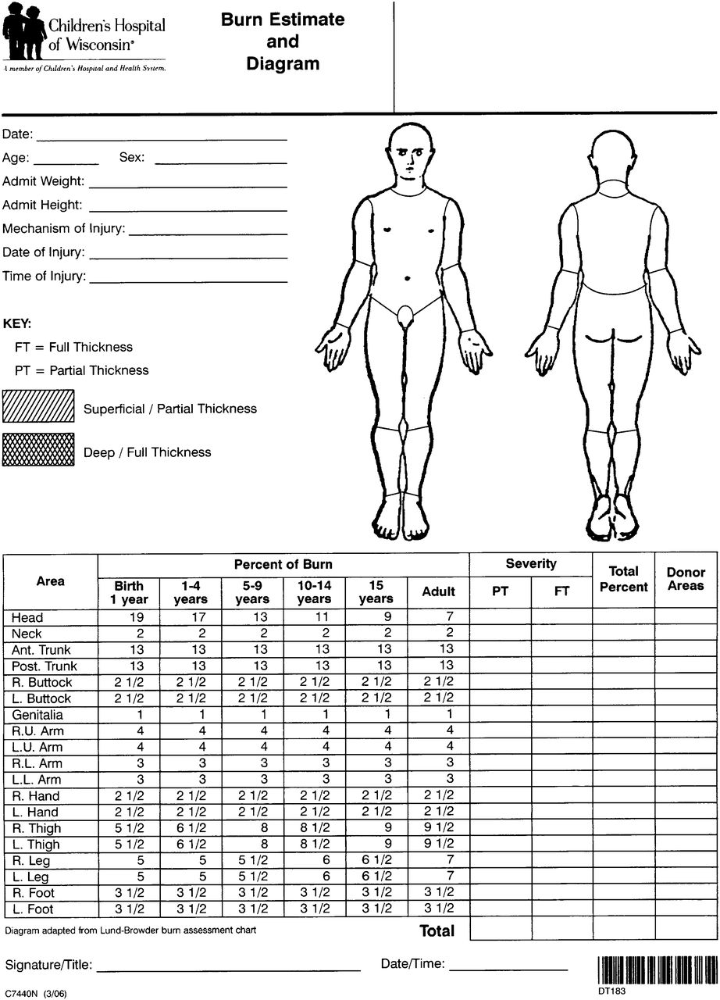 Children's Hospital
of Wisconsin®
A member of Children's Hospital and Health System.
Burn Estimate
and
Diagram
Date:
Age: Sex:
Admit Weight:
Admit Height:
Mechanism of Injury:
Date of Injury:
Time of Injury:
KEY:
FT = Full Thickness
PT = Partial Thickness
Superficial / Partial Thickness
Deep / Full Thickness
Area Percent of Burn Severity Total Percent Donor Areas
Birth 1 year 1-4 years 5-9 years 10-14 years 15 years Adult PT FT
Head 19 17 13 11 9 7
Neck 2 2 2 2 2 2
Ant. Trunk 13 13 13 13 13 13
Post. Trunk 13 13 13 13 13 13
R. Buttock 2 1/2 2 1/2 2 1/2 2 1/2 2 1/2 2 1/2
L. Buttock 2 1/2 2 1/2 2 1/2 2 1/2 2 1/2 2 1/2
Genitalia 1 1 1 1 1 1
R.U. Arm 4 4 4 4 4 4
L.U. Arm 4 4 4 4 4 4
R.L. Arm 3 3 3 3 3 3
L.L. Arm 3 3 3 3 3 3
R. Hand 2 1/2 2 1/2 2 1/2 2 1/2 2 1/2 2 1/2
L. Hand 2 1/2 2 1/2 2 1/2 2 1/2 2 1/2 2 1/2
R. Thigh 5 1/2 6 1/2 8 8 1/2 9 9 1/2
L. Thigh 5 1/2 6 1/2 8 8 1/2 9 9 1/2
R. Leg 5 5 5 1/2 6 6 1/2 7
L. Leg 5 5 5 1/2 6 6 1/2 7
R. Foot 3 1/2 3 1/2 3 1/2 3 1/2 3 1/2 3 1/2
L. Foot 3 1/2 3 1/2 3 1/2 3 1/2 3 1/2 3 1/2
Diagram adapted from Lund-Browder burn assessment chart Total
Signature/Title: Date/Time:
C7440N (3/06) DT183